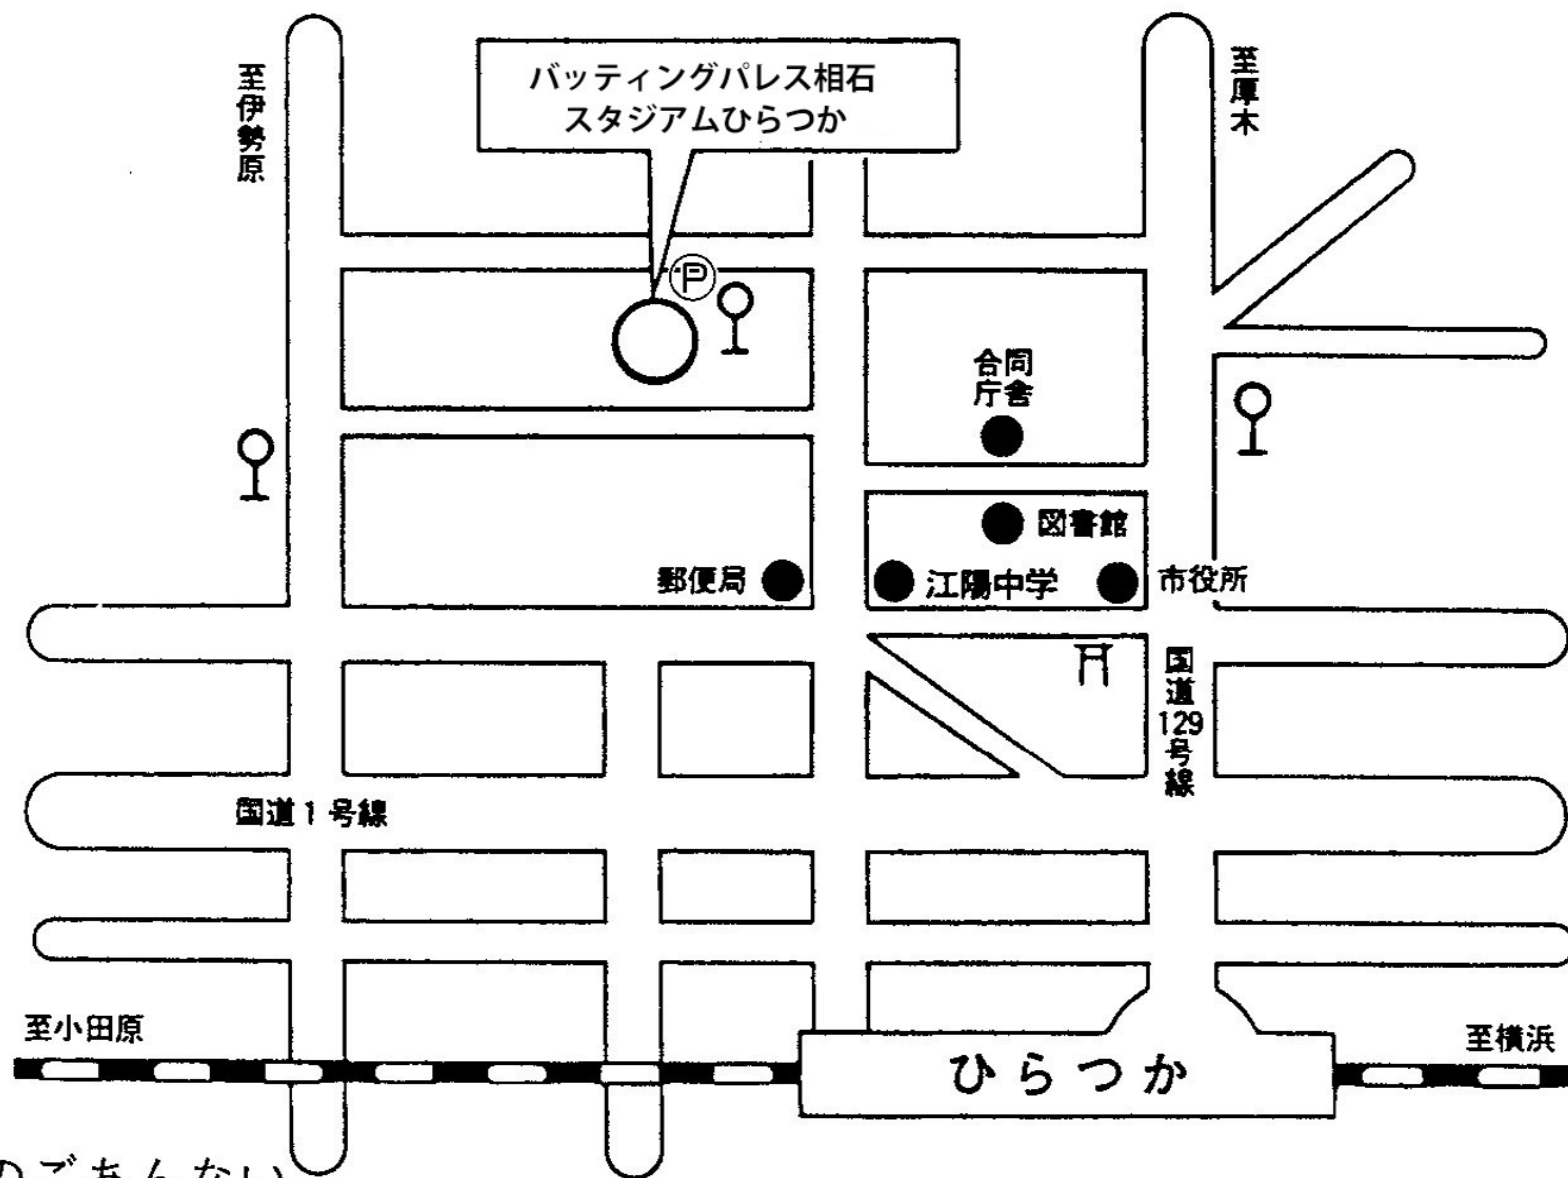 バッティングパレス相石
スタジアムひらつか
至伊勢原
至厚木
P
合同
庁舎
図書館
郵便局
江陽中学
市役所
国道129号線
国道1号線
至小田原
至横浜
ひらつか
のごあんない